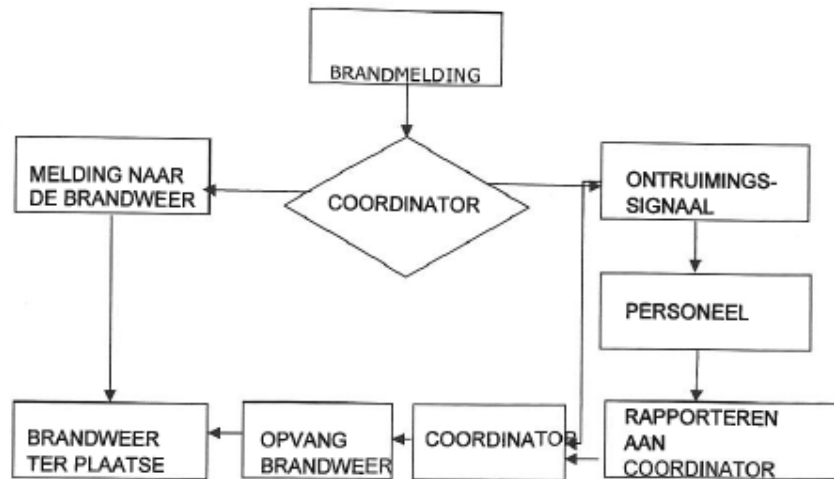 BRANDMELDING
MELDING NAAR
DE BRANDWEER
COORDINATOR
ONTRUIMINGS-
SIGNAAL
PERSONEEL
RAPPORTEREN
AAN
COORDINATOR
COORDINATOR
OPVANG
BRANDWEER
BRANDWEER
TER PLAATSE